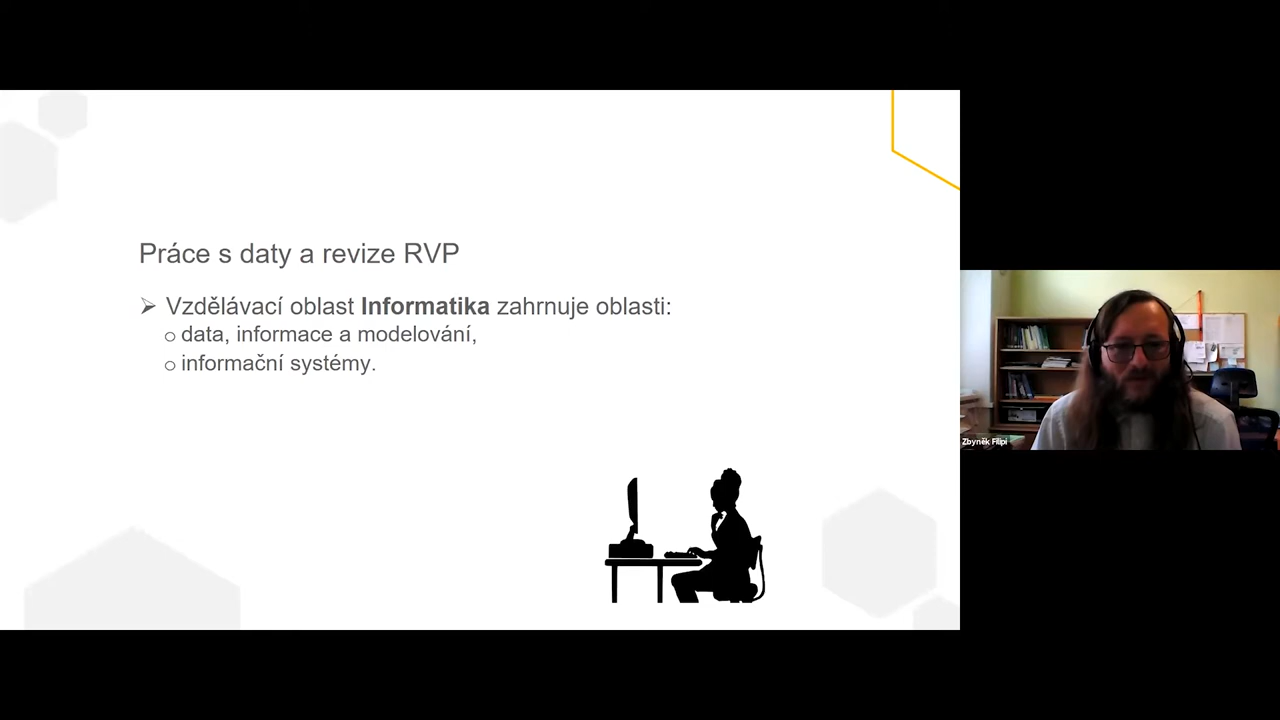 Práce s daty a revize RVP
➢ Vzdělávací oblast Informatika zahrnuje oblasti:
o data, informace a modelování,
o informační systémy.
Zbyněk Filipi